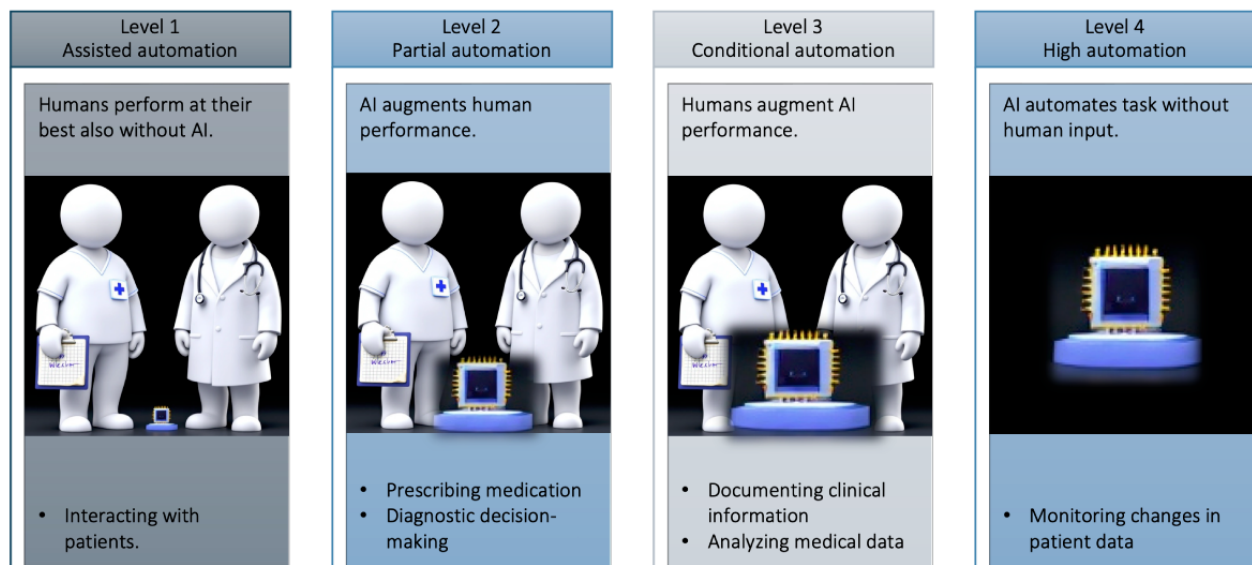 Level 1
Assisted automation
Humans perform at their
best also without AI.
• Interacting with
patients.
Level 2
Partial automation
AI augments human
performance.
• Prescribing medication
• Diagnostic decision-
making
Level 3
Conditional automation
Humans augment AI
performance.
• Documenting clinical
information
• Analyzing medical data
Level 4
High automation
AI automates task without
human input.
• Monitoring changes in
patient data